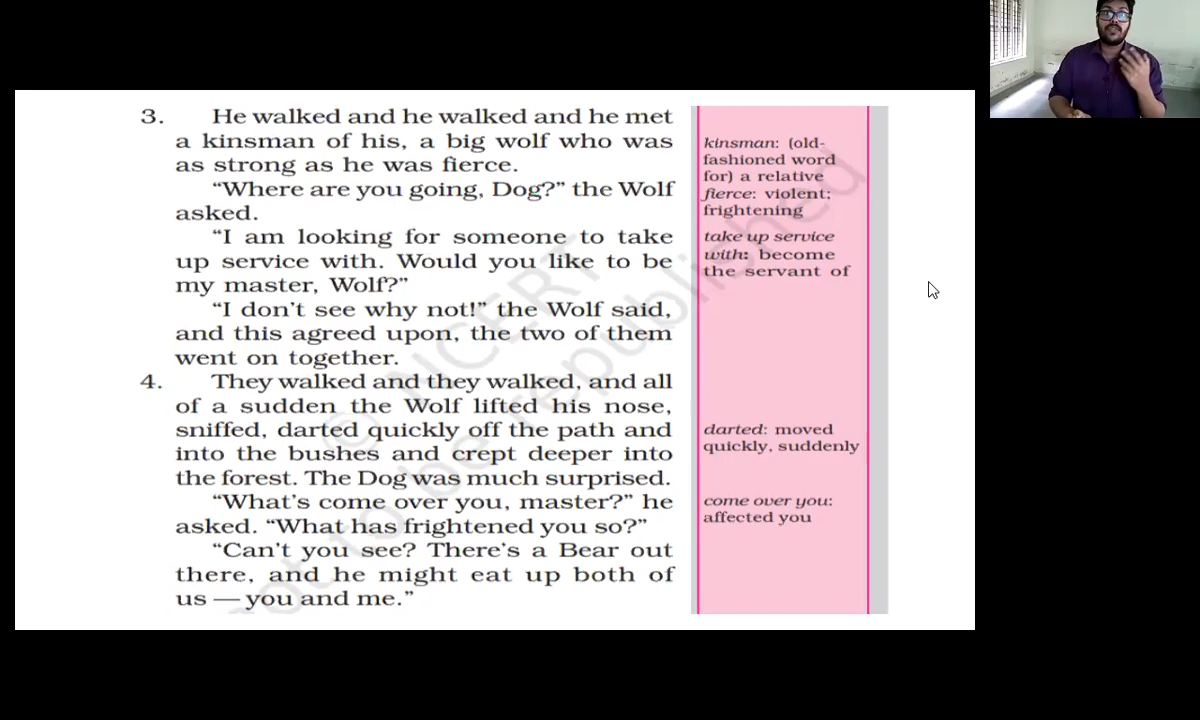 3. He walked and he walked and he met
a kinsman of his, a big wolf who was
as strong as he was fierce.
“Where are you going, Dog?” the Wolf
asked.
“I am looking for someone to take
up service with. Would you like to be
my master, Wolf?”
“I don’t see why not!” the Wolf said,
and this agreed upon, the two of them
went on together.
4. They walked and they walked, and all
of a sudden the Wolf lifted his nose,
sniffed, darted quickly off the path and
into the bushes and crept deeper into
the forest. The Dog was much surprised.
“What’s come over you, master?” he
asked. “What has frightened you so?”
“Can’t you see? There’s a Bear out
there, and he might eat up both of
us — you and me.”
kinsman: (old-
fashioned word
for) a relative
fierce: violent;
frightening
take up service
with: become
the servant of
darted: moved
quickly, suddenly
come over you:
affected you
© NCERT
not to be republished